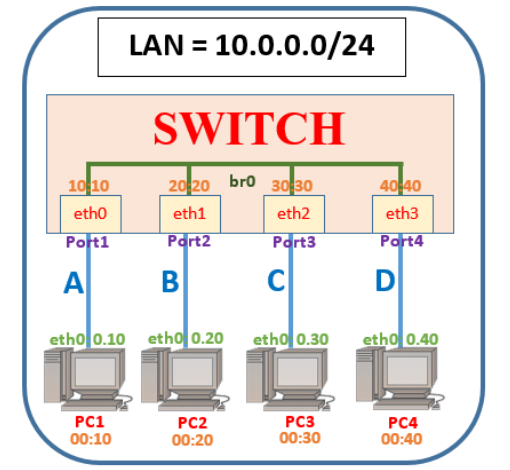 LAN = 10.0.0.0/24
SWITCH
br0
10:10 20:20 30:30 40:40
eth0 eth1 eth2 eth3
Port1 Port2 Port3 Port4
A B C D
eth0 0.10 eth0 0.20 eth0 0.30 eth0 0.40
PC1 PC2 PC3 PC4
00:10 00:20 00:30 00:40